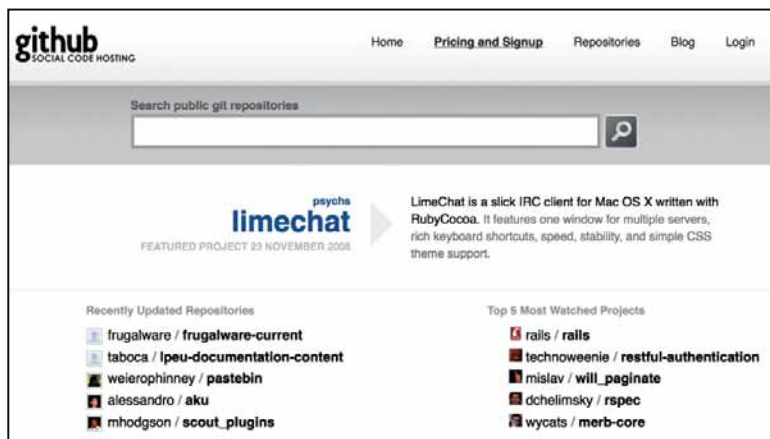 github
SOCIAL CODE HOSTING
Home Pricing and Signup Repositories Blog Login
Search public git repositories
psychs
limechat
FEATURED PROJECT 23 NOVEMBER 2008
LimeChat is a slick IRC client for Mac OS X written with
RubyCocoa. It features one window for multiple servers,
rich keyboard shortcuts, speed, stability, and simple CSS
theme support.
Recently Updated Repositories
frugalware / frugalware-current
taboca / lpeu-documentation-content
weierophinney / pastebin
alessandro / aku
mhodgson / scout_plugins
Top 5 Most Watched Projects
rails / rails
technoweenie / restful-authentication
mislav / will_paginate
dchelimsky / rspec
wycats / merb-core